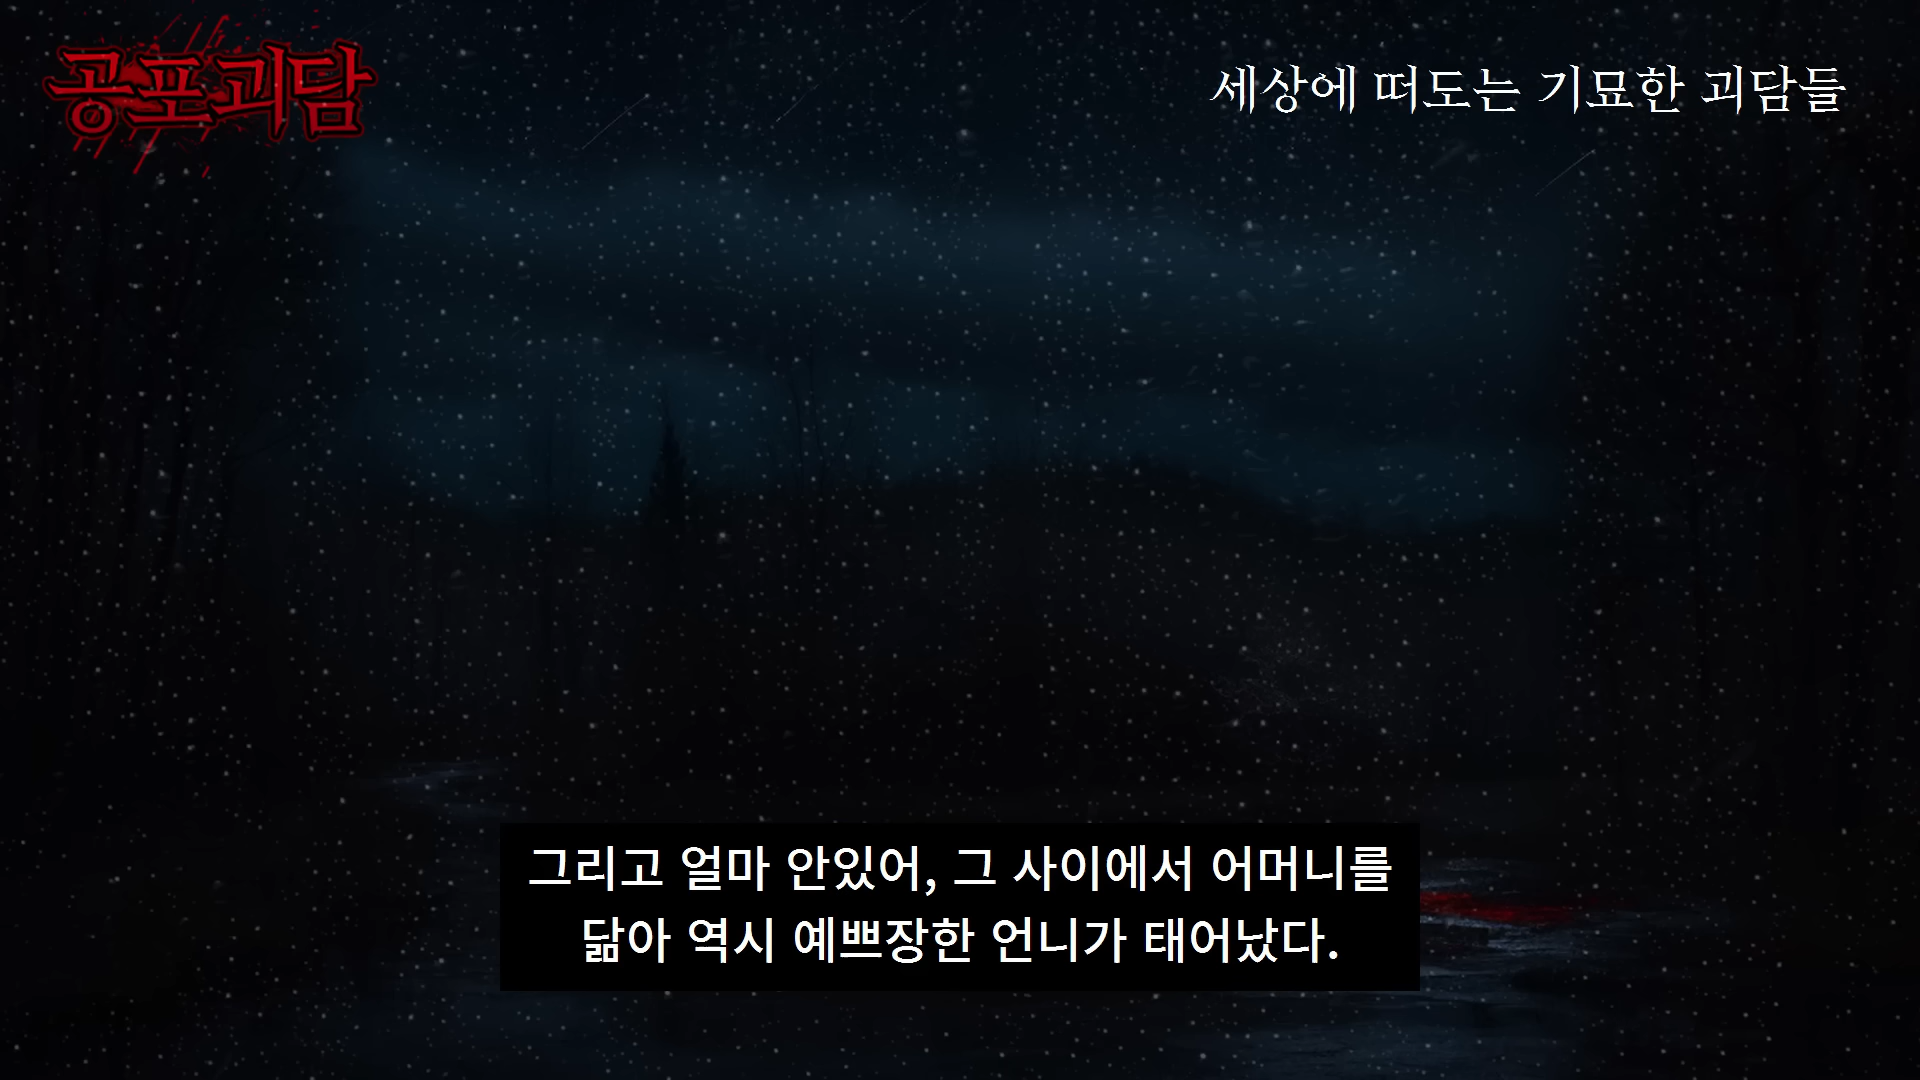 공포괴담
세상에 떠도는 기묘한 괴담들
그리고 얼마 안있어, 그 사이에서 어머니를
닮아 역시 예쁘장한 언니가 태어났다.